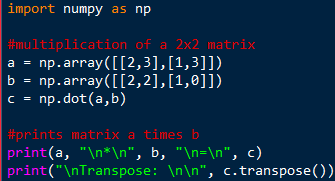 import numpy as np
#multiplication of a 2x2 matrix
a = np.array([[2,3],[1,3]])
b = np.array([[2,2],[1,0]])
c = np.dot(a,b)
#prints matrix a times b
print(a, "\n*\n", b, "\n=\n", c)
print("\nTranspose: \n\n", c.transpose())